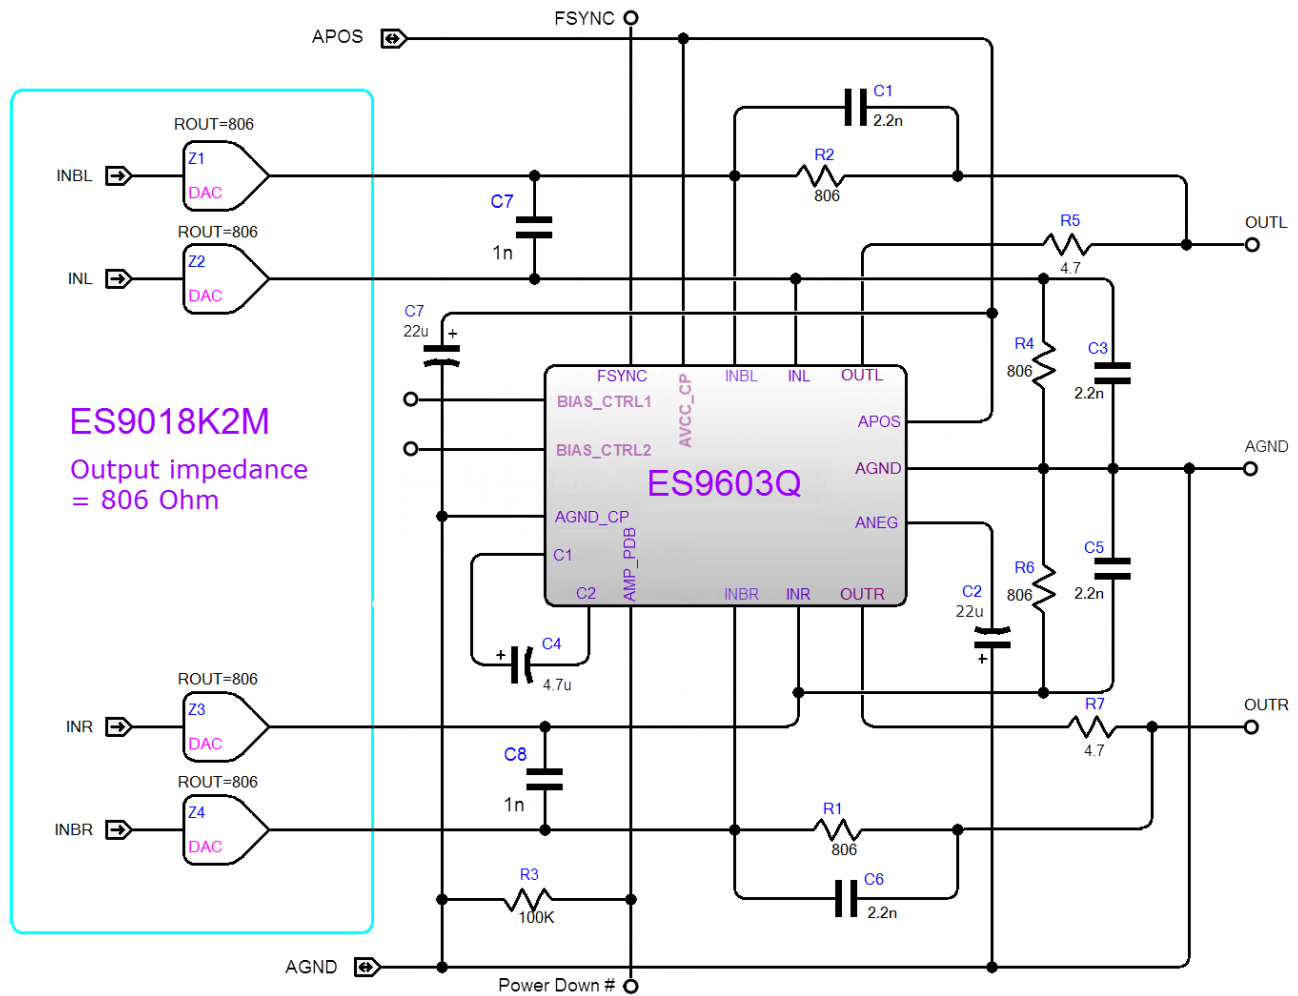 FSYNC
APOS
C1
2.2n
ROUT=806
R2
INBL
Z1
DAC
806
C7
1n
ROUT=806
R5
OUTL
4.7
INL
Z2
DAC
C7
22u
+
R4
806
C3
2.2n
FSYNC
AVCC_CP
INBL
INL
OUTL
BIAS_CTRL1
APOS
ES9018K2M
Output impedance
= 806 Ohm
BIAS_CTRL2
AGND
AGND
ES9603Q
AGND_CP
ANEG
C1
AMP_PDB
C5
2.2n
R6
806
C2
INBR
INR
OUTR
C2
22u
+
C4
+
4.7u
ROUT=806
INR
Z3
DAC
R7
4.7
OUTR
C8
1n
ROUT=806
INBR
Z4
DAC
R1
806
R3
100K
C6
2.2n
AGND
Power Down #